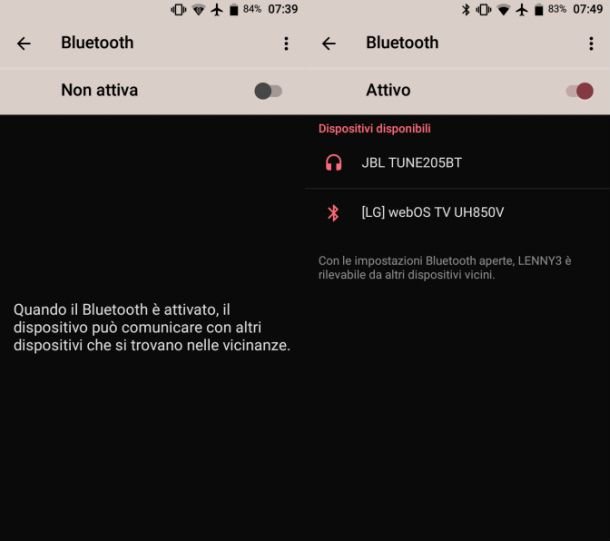 84% 07:39
Bluetooth
Non attiva
Quando il Bluetooth è attivato, il
dispositivo può comunicare con altri
dispositivi che si trovano nelle vicinanze.
83% 07:49
Bluetooth
Attivo
Dispositivi disponibili
JBL TUNE205BT
[LG] webOS TV UH850V
Con le impostazioni Bluetooth aperte, LENNY3 è
rilevabile da altri dispositivi vicini.